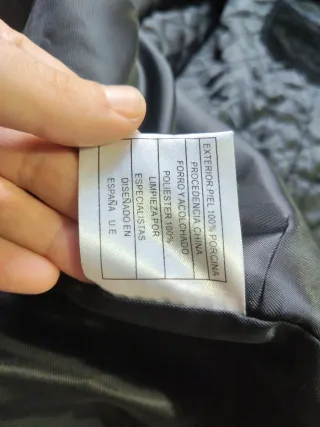 EXTERIOR PIEL 100% PORCINA
PROCEDENCIA CHINA
FORRO Y ACOLCHADO
POLIESTER 100%
LIMPIEZA POR
ESPECIALISTAS
DISEÑADO EN
ESPAÑA U.E.